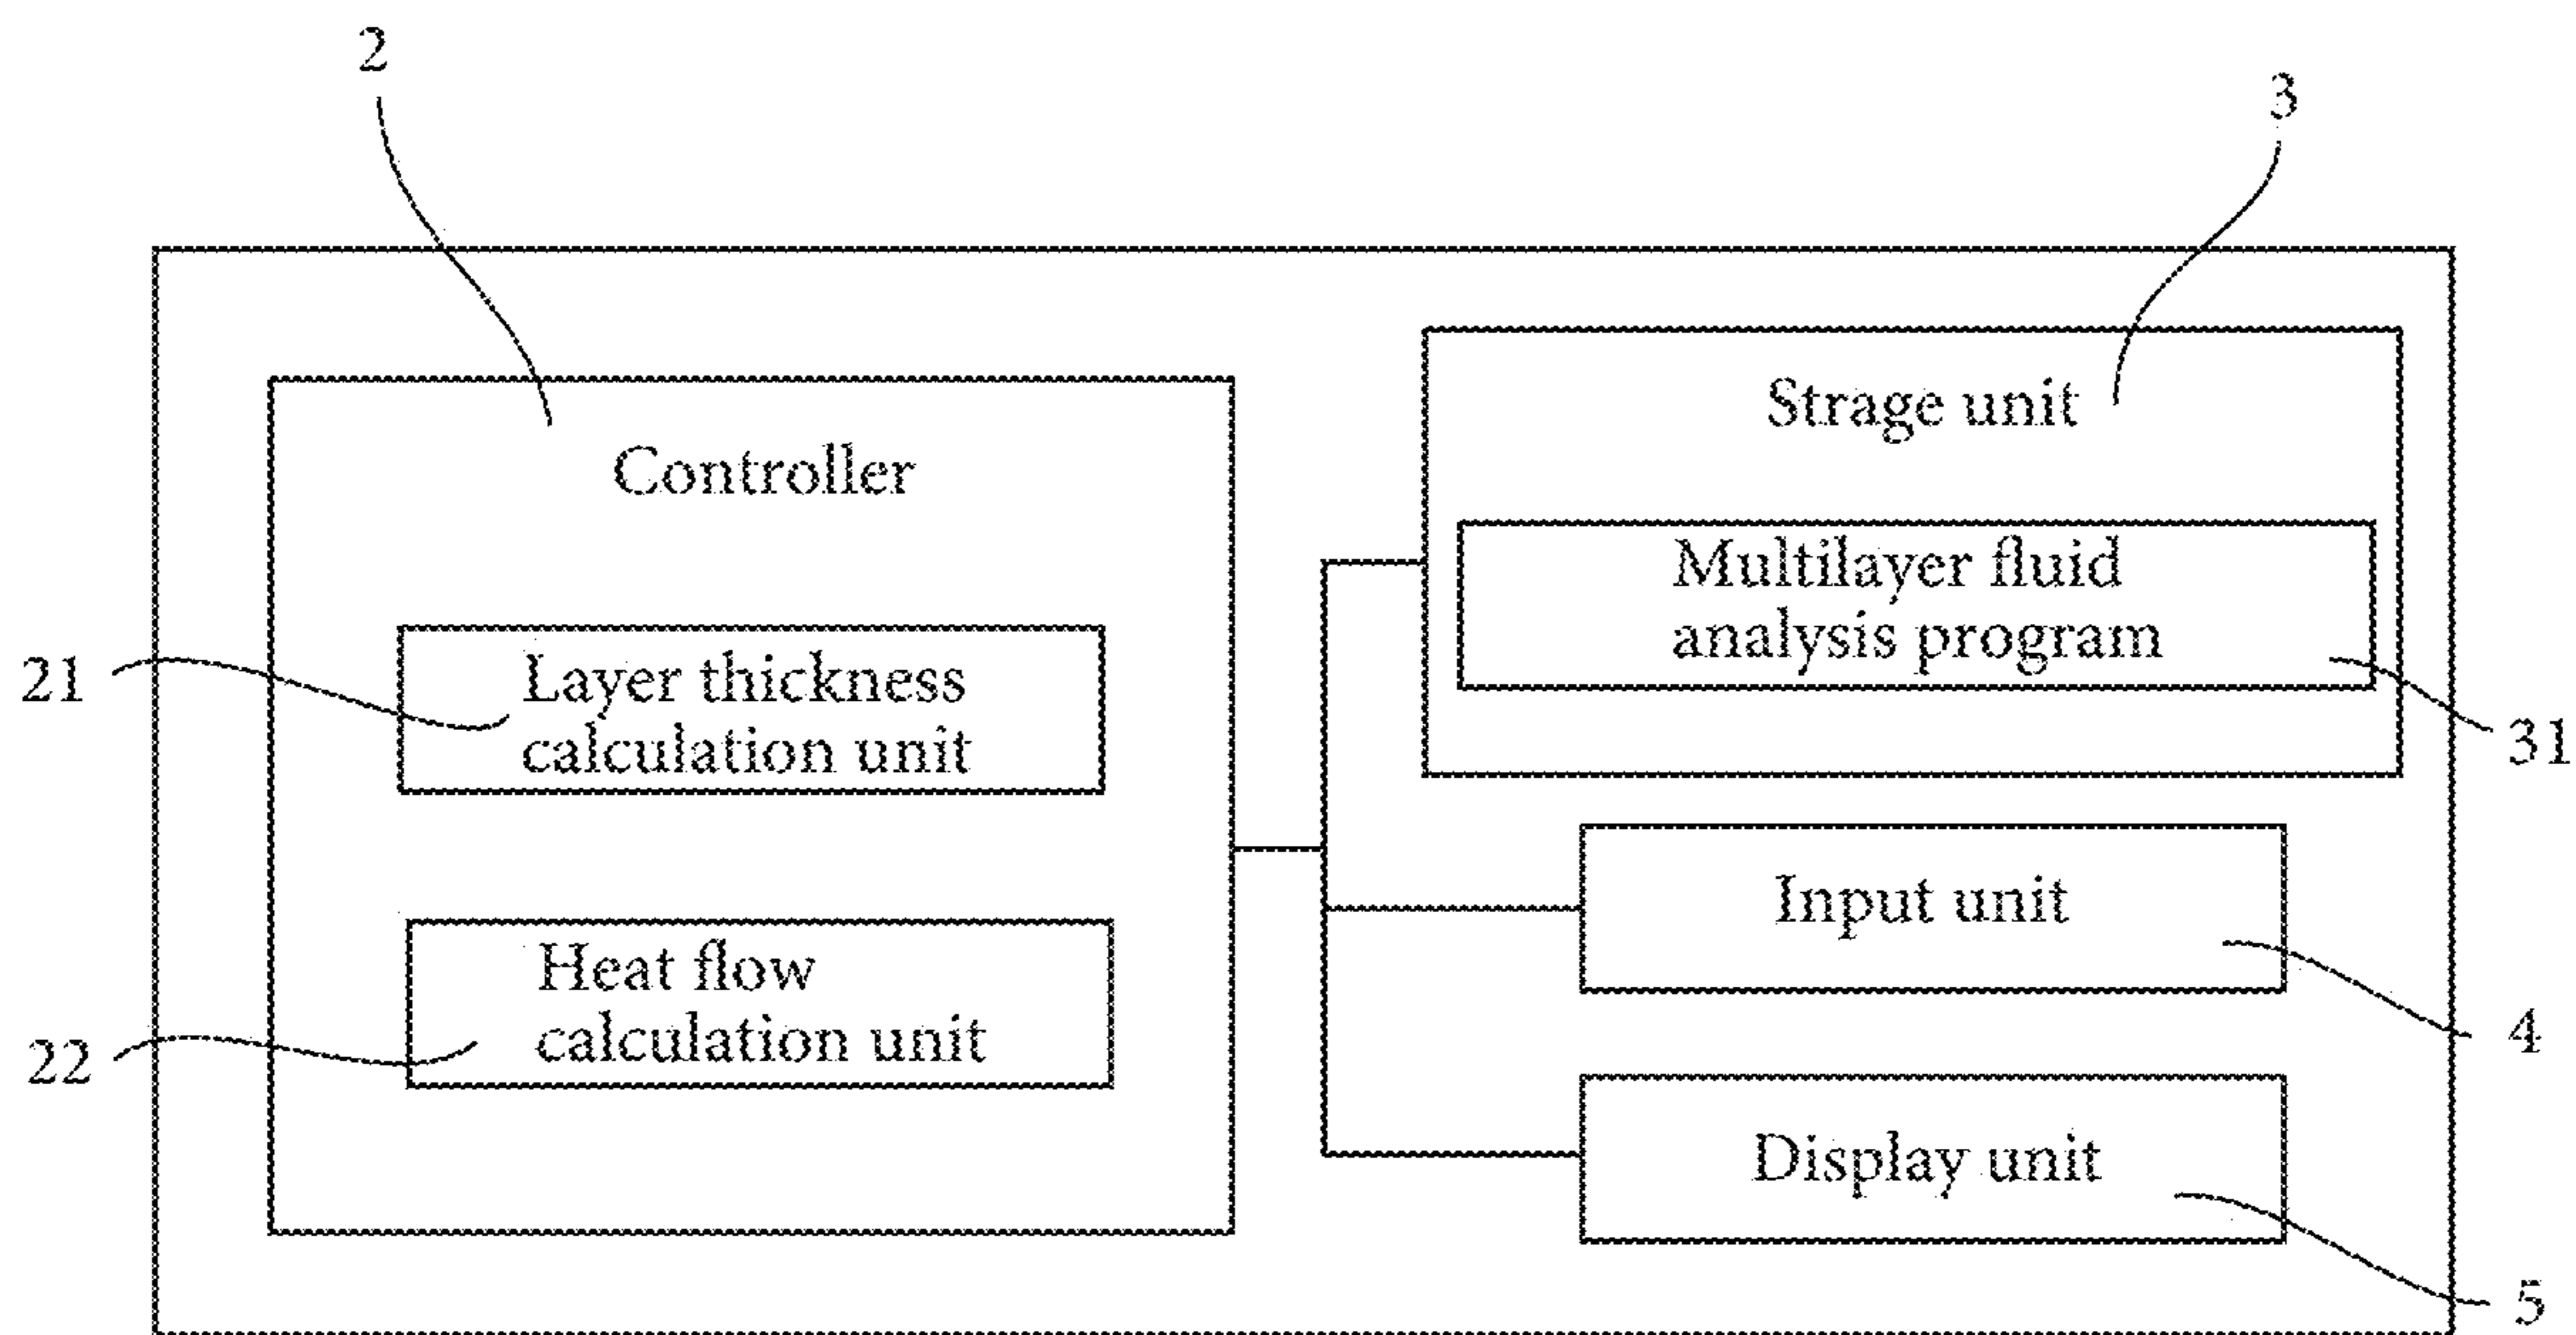 2
3
Controller
Strage unit
Multilayer fluid
analysis program
21
Layer thickness
calculation unit
31
Input unit
Heat flow
calculation unit
22
4
Display unit
5